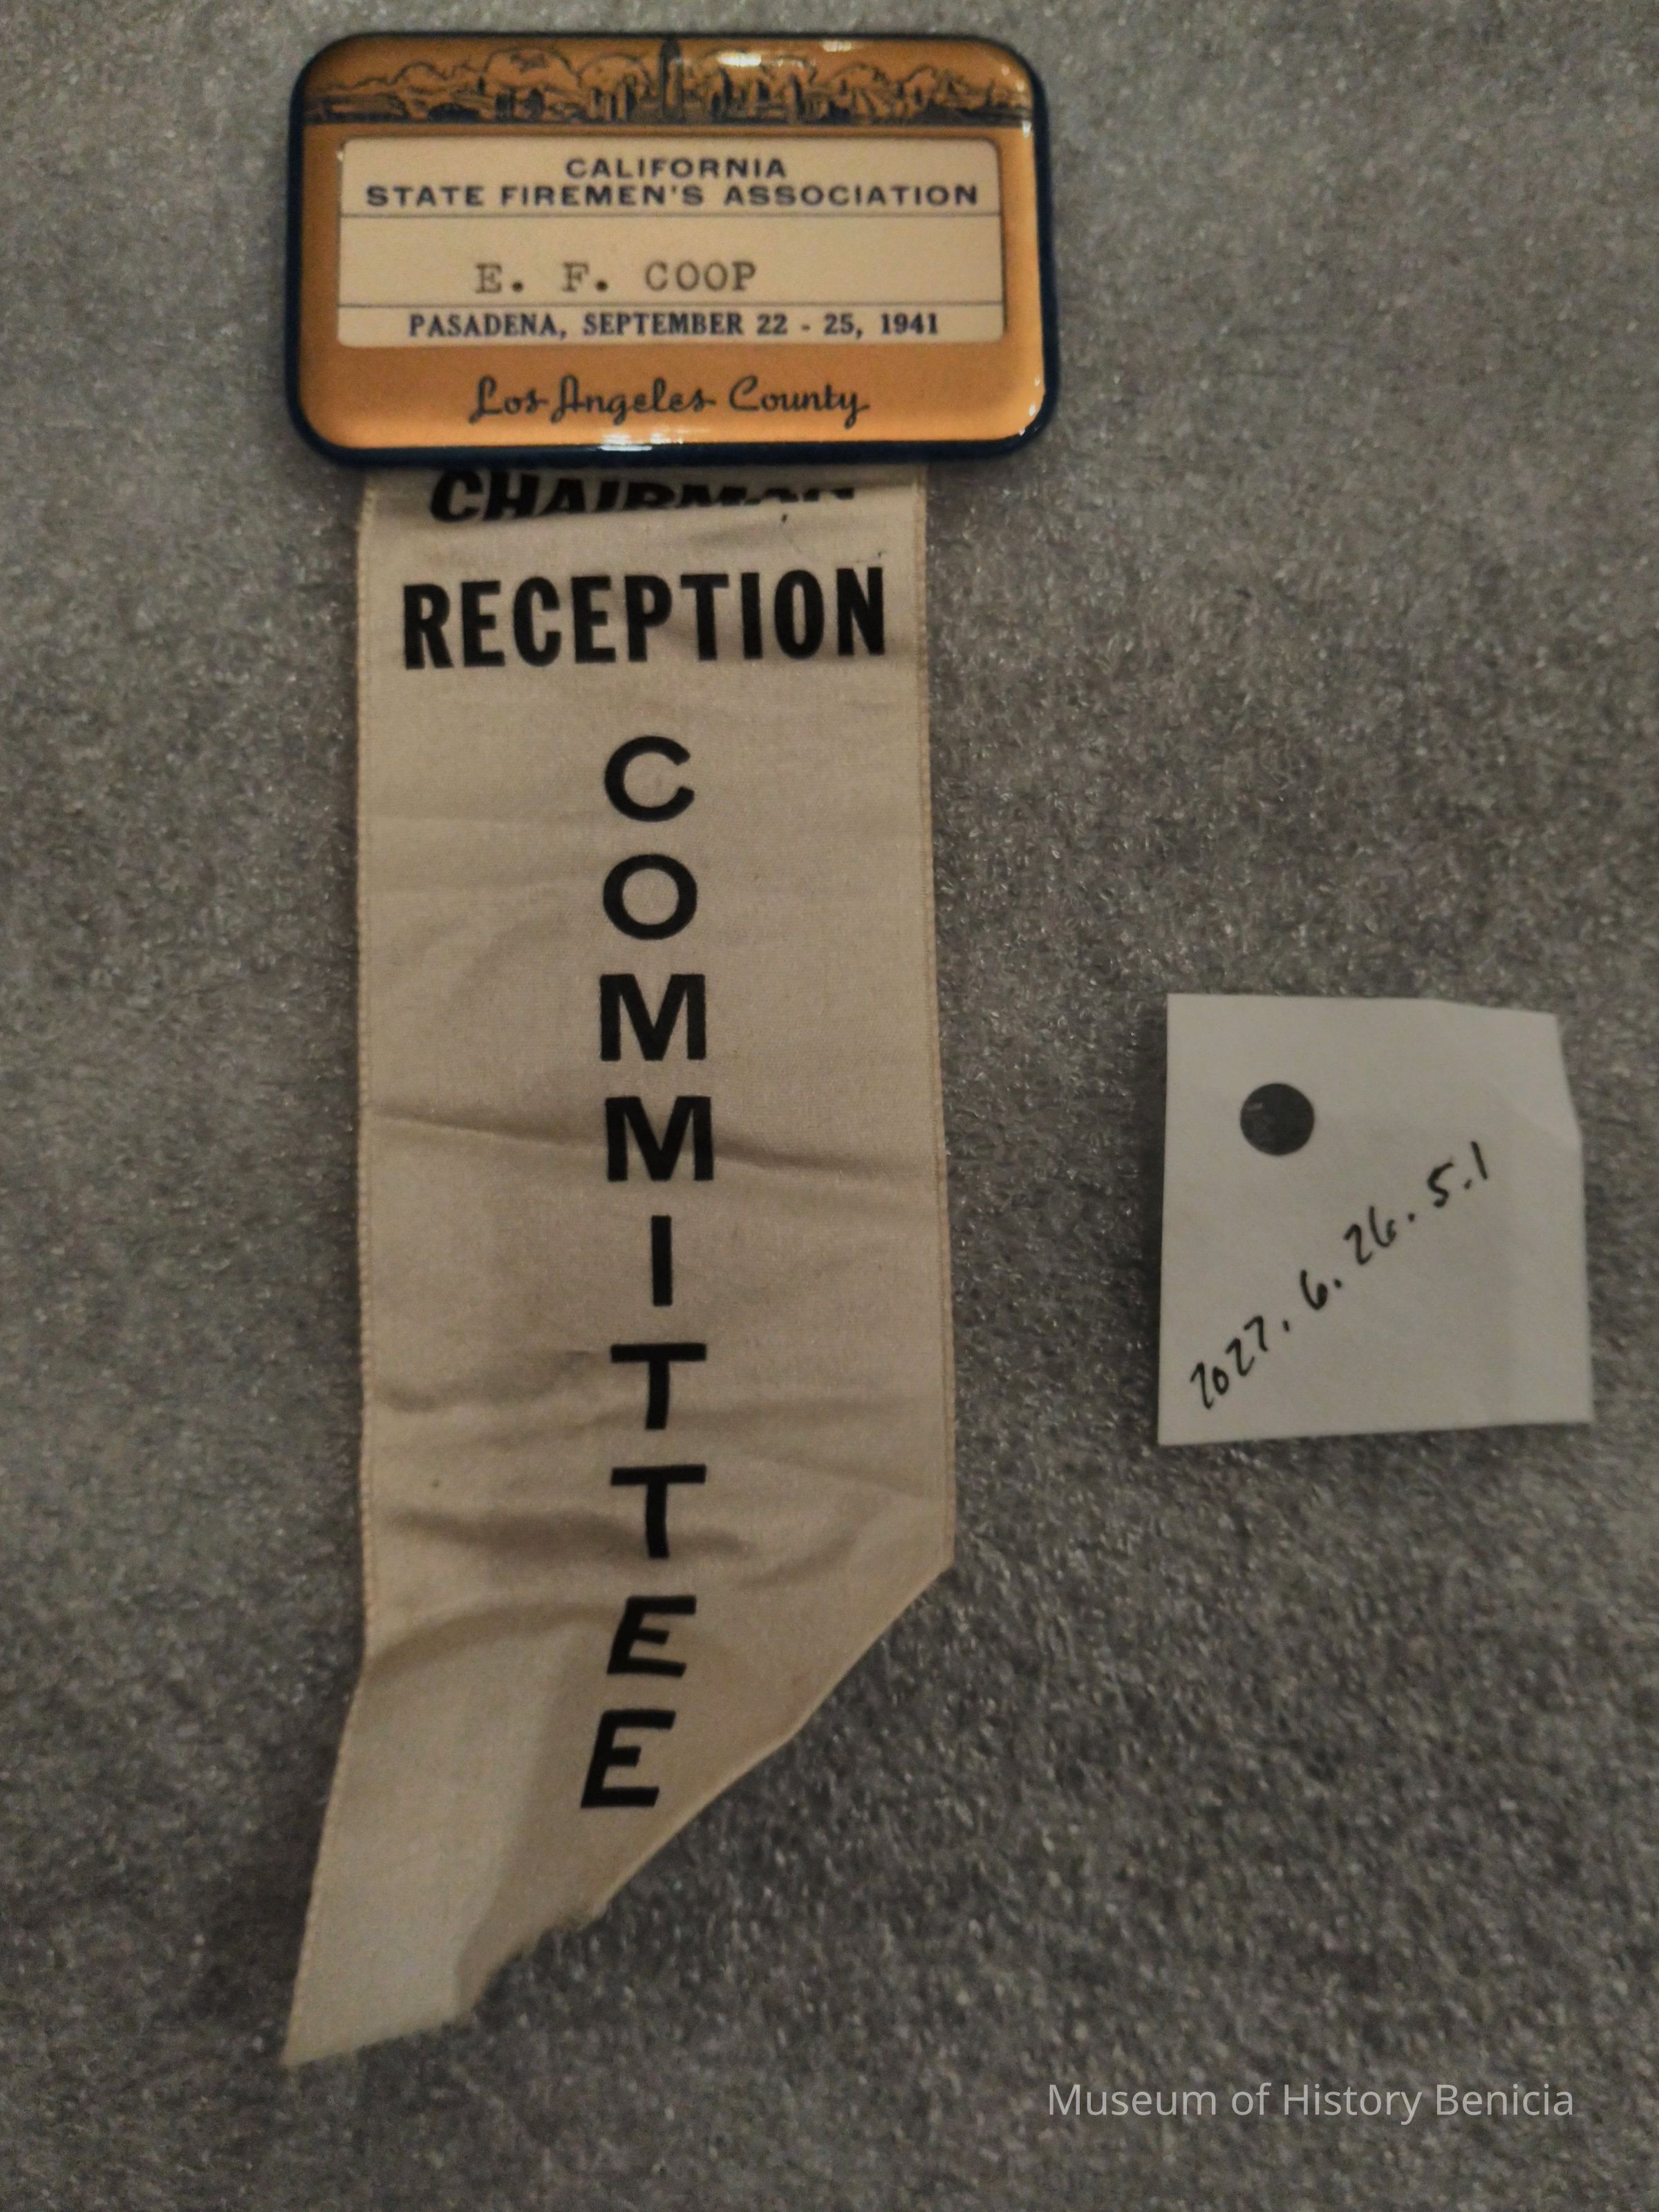 CALIFORNIA
STATE FIREMEN'S ASSOCIATION
E. F. COOP
PASADENA, SEPTEMBER 22 - 25, 1941
Los Angeles County
CHAIRMAN
RECEPTION
C
O
M
M
I
T
T
E
E
2027. 6. 26. 5.1
Museum of History Benicia